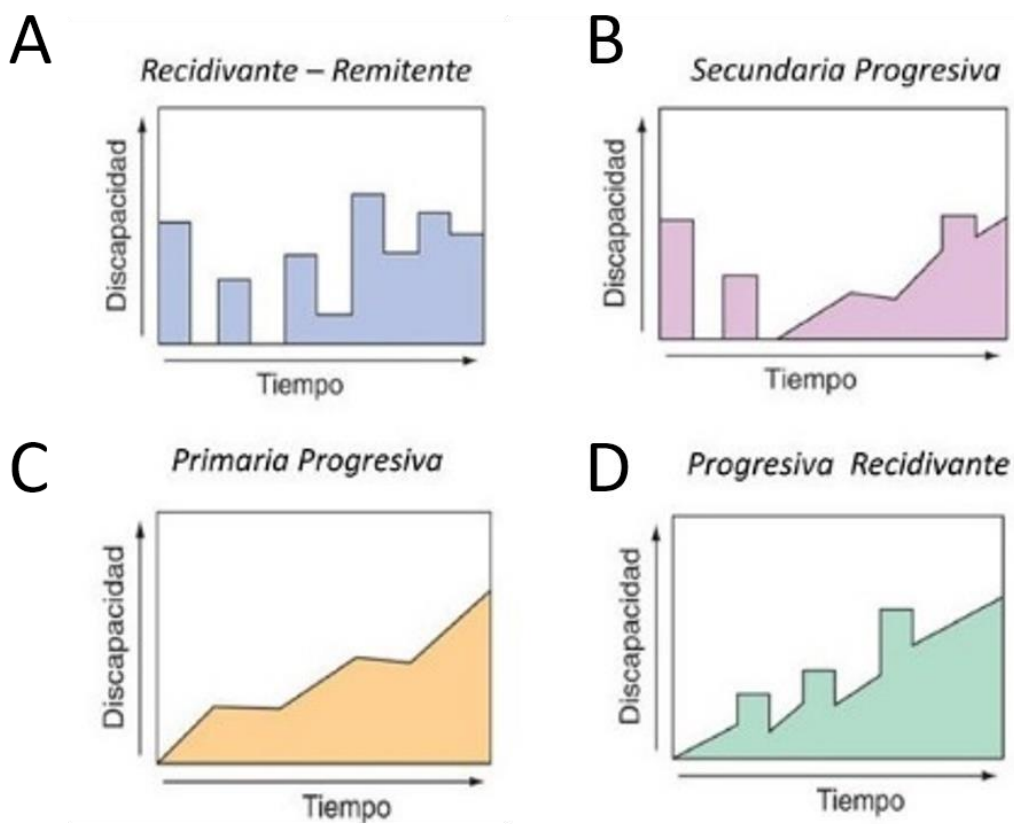 A
Recidivante – Remitente
Discapacidad
Tiempo
B
Secundaria Progresiva
Discapacidad
Tiempo
C
Primaria Progresiva
Discapacidad
Tiempo
D
Progresiva Recidivante
Discapacidad
Tiempo